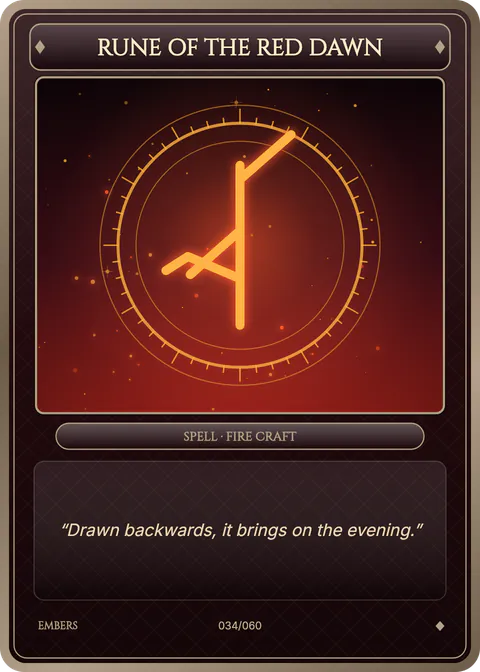 RUNE OF THE RED DAWN
SPELL · FIRE CRAFT
“Drawn backwards, it brings on the evening.”
EMBERS 034/060